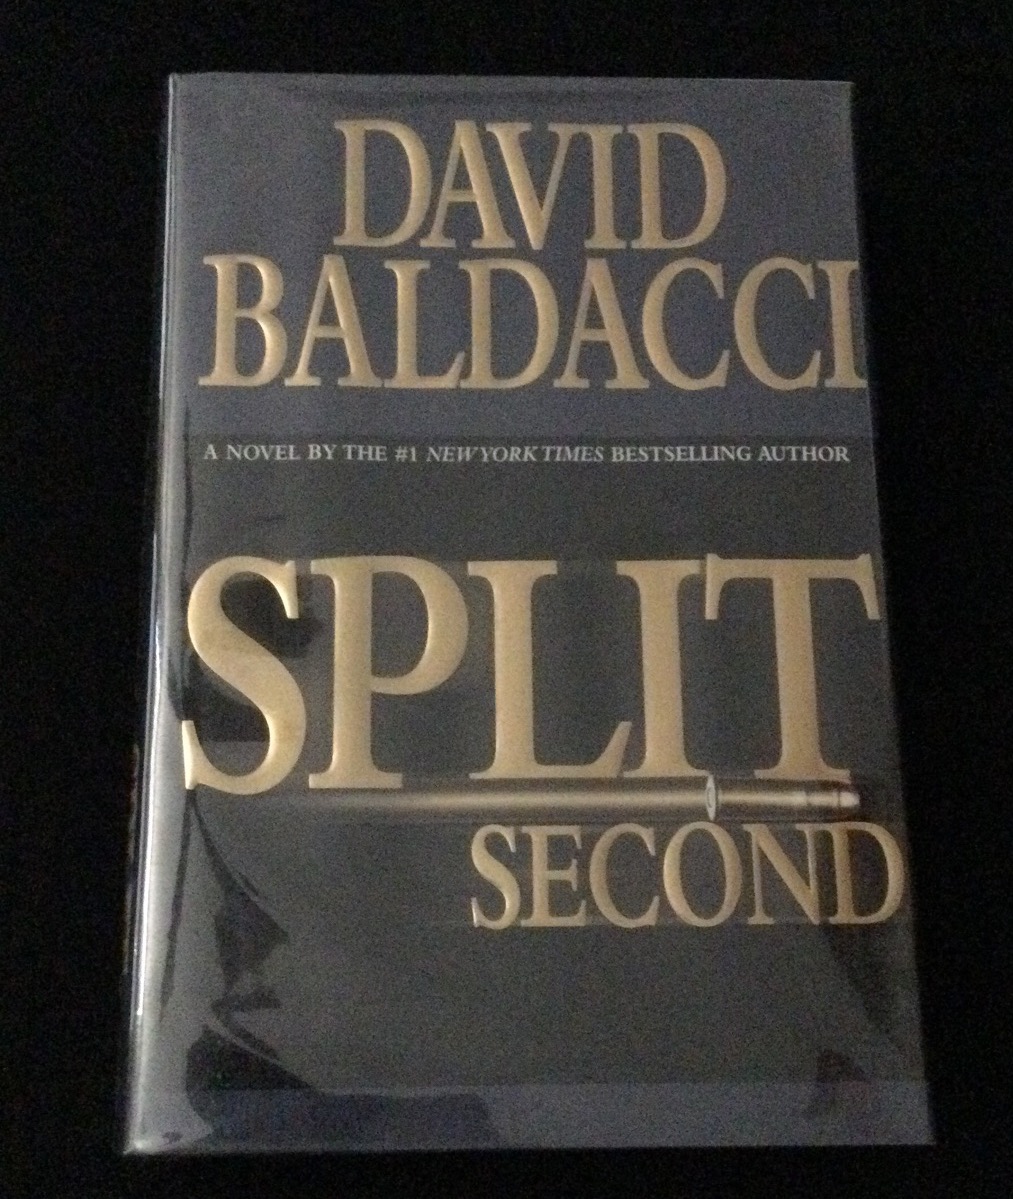 DAVID
BALDACCI
A NOVEL BY THE #1 NEW YORK TIMES BESTSELLING AUTHOR
SPLIT
SECOND